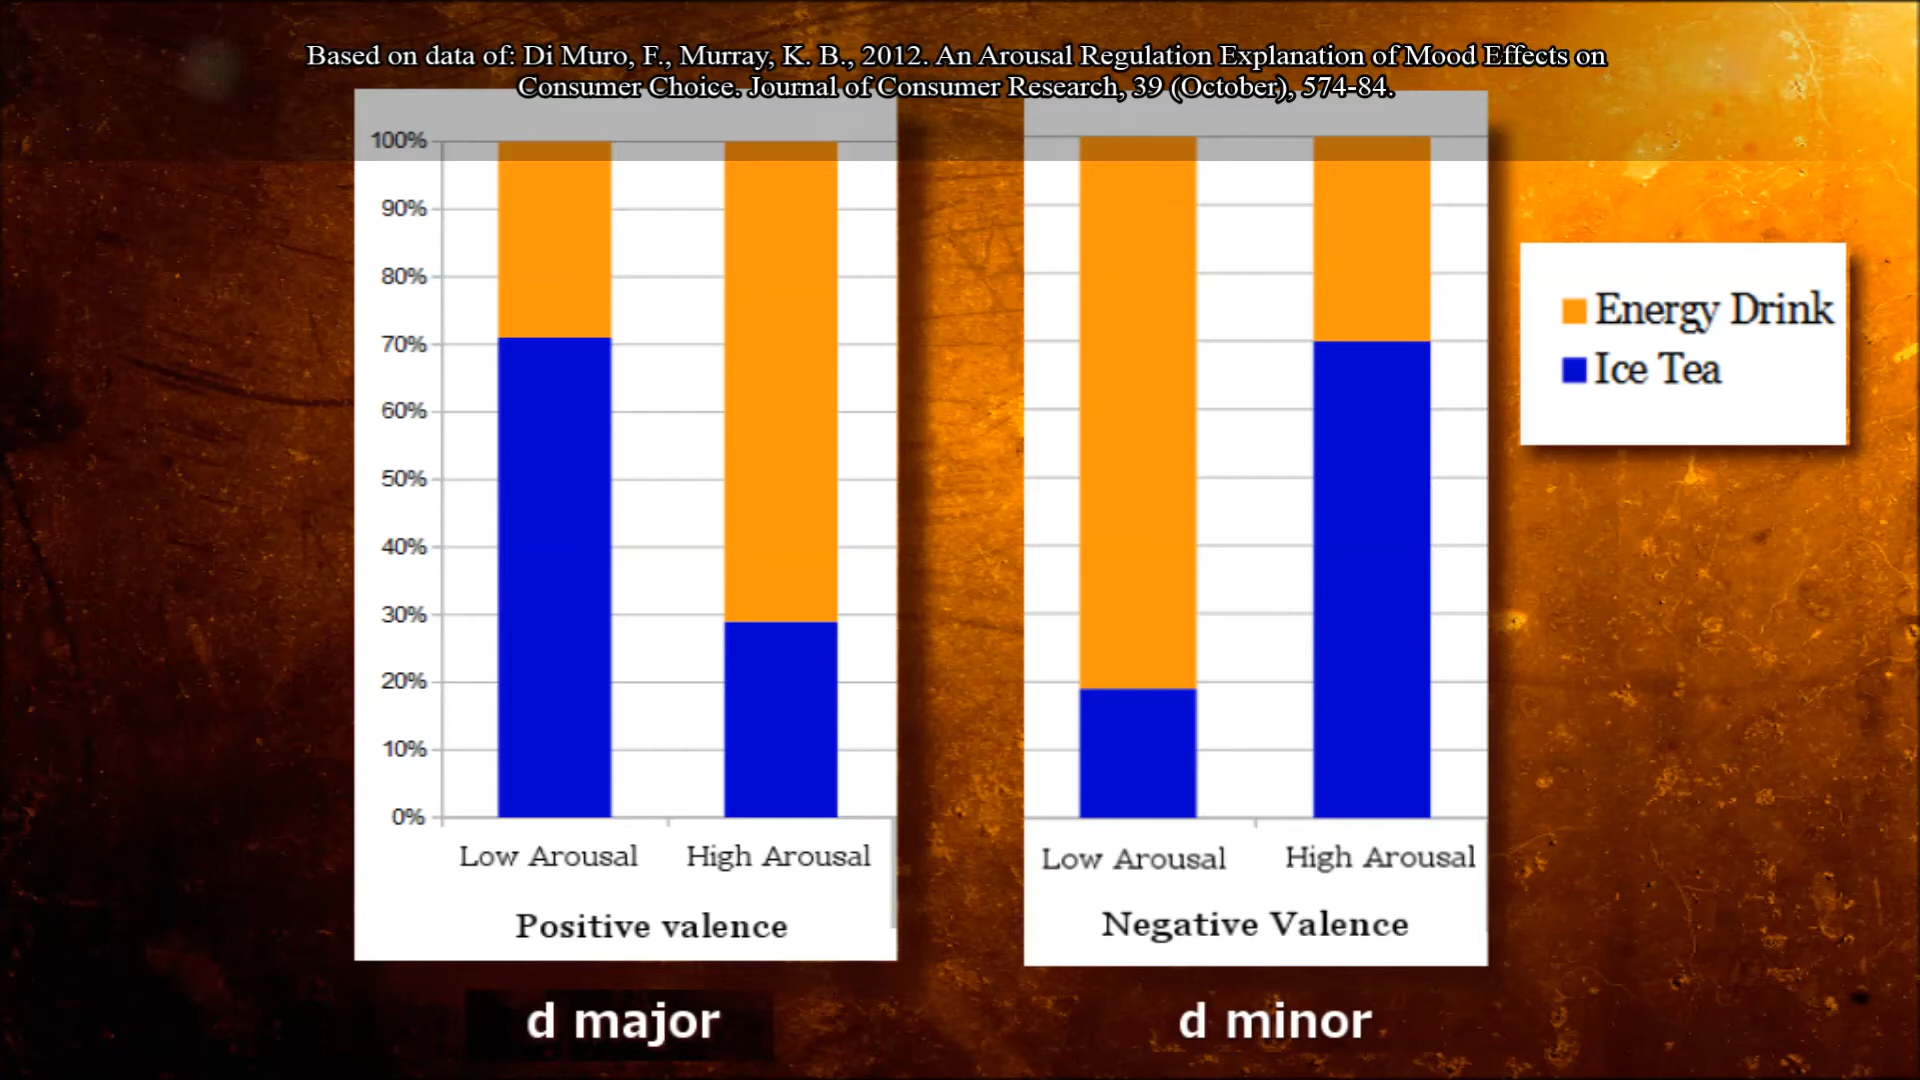 Based on data of: Di Muro, F., Murray, K. B., 2012. An Arousal Regulation Explanation of Mood Effects on
Consumer Choice. Journal of Consumer Research, 39 (October), 574-84.
100%
90%
80%
70%
60%
50%
40%
30%
20%
10%
0%
Low Arousal High Arousal
Positive valence
Low Arousal High Arousal
Negative Valence
Energy Drink
Ice Tea
d major
d minor